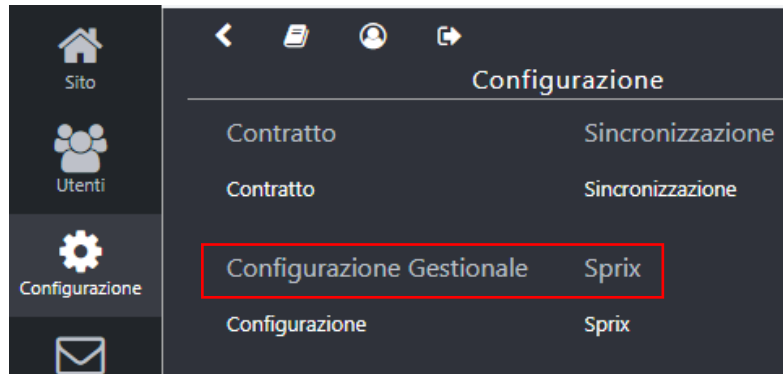 Sito
Utenti
Configurazione
Configurazione
Contratto Sincronizzazione
Contratto Sincronizzazione
Configurazione Gestionale Sprix
Configurazione Sprix